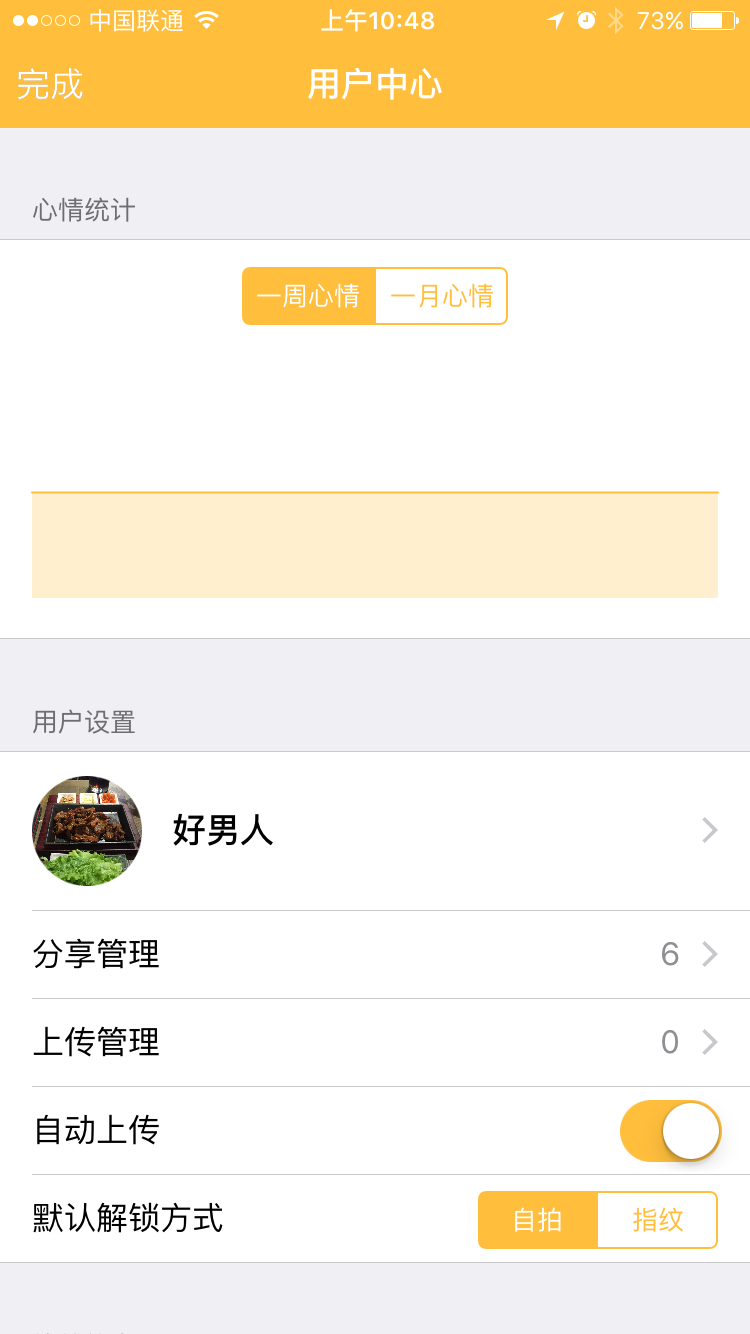 中国联通 上午10:48 73%
完成 用户中心
心情统计
一周心情 一月心情
用户设置
好男人
分享管理 6
上传管理 0
自动上传
默认解锁方式 自拍 指纹